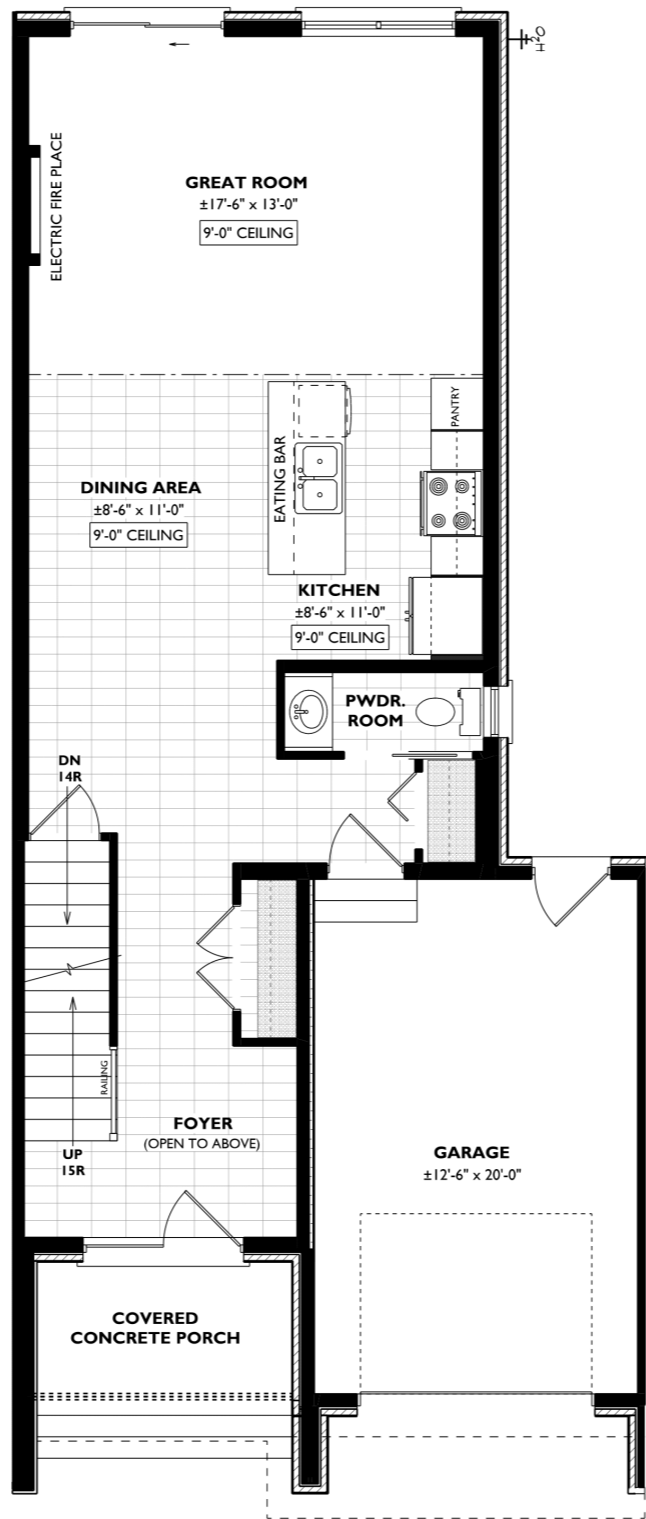 H2O
ELECTRIC FIRE PLACE
GREAT ROOM
±17'-6" x 13'-0"
9'-0" CEILING
PANTRY
EATING BAR
DINING AREA
±8'-6" x 11'-0"
9'-0" CEILING
KITCHEN
±8'-6" x 11'-0"
9'-0" CEILING
PWDR.
ROOM
DN
14R
RAILING
UP
15R
FOYER
(OPEN TO ABOVE)
GARAGE
±12'-6" x 20'-0"
COVERED
CONCRETE PORCH